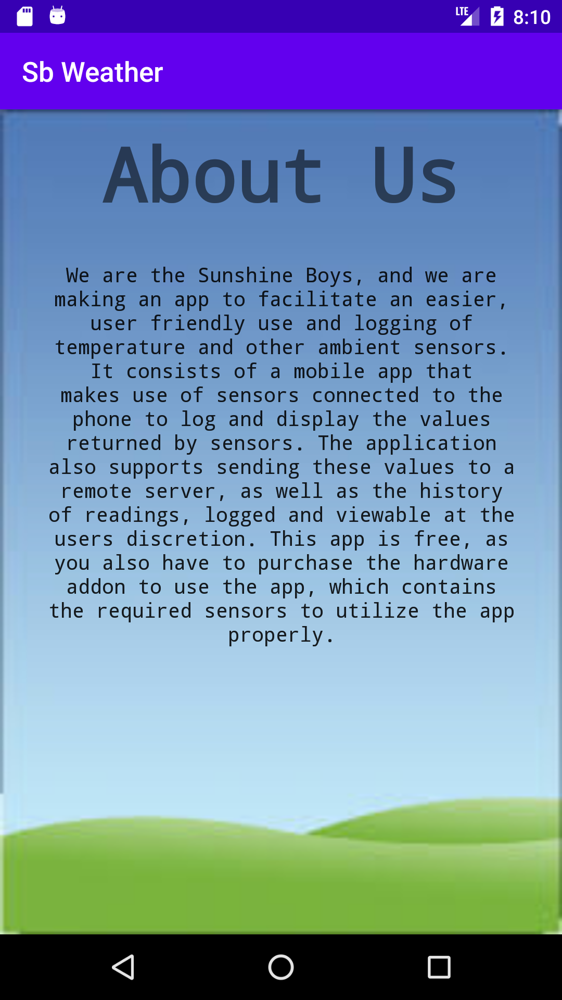 LTE 8:10
Sb Weather
About Us
We are the Sunshine Boys, and we are
making an app to facilitate an easier,
user friendly use and logging of
temperature and other ambient sensors.
It consists of a mobile app that
makes use of sensors connected to the
phone to log and display the values
returned by sensors. The application
also supports sending these values to a
remote server, as well as the history
of readings, logged and viewable at the
users discretion. This app is free, as
you also have to purchase the hardware
addon to use the app, which contains
the required sensors to utilize the app
properly.